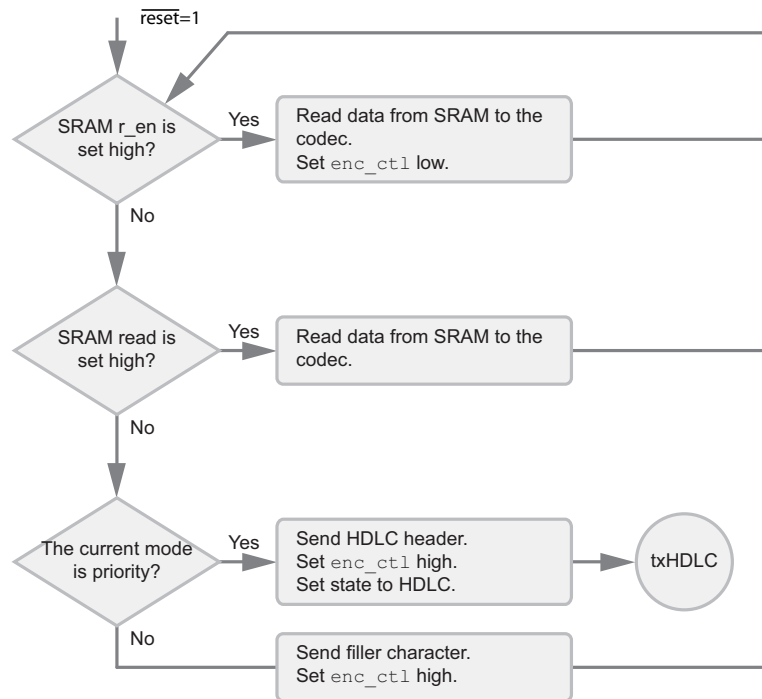 reset=1
SRAM r_en is
set high?
Yes
Read data from SRAM to the
codec.
Set enc_ctl low.
No
SRAM read is
set high?
Yes
Read data from SRAM to the
codec.
No
The current mode
is priority?
Yes
Send HDLC header.
Set enc_ctl high.
Set state to HDLC.
txHDLC
No
Send filler character.
Set enc_ctl high.